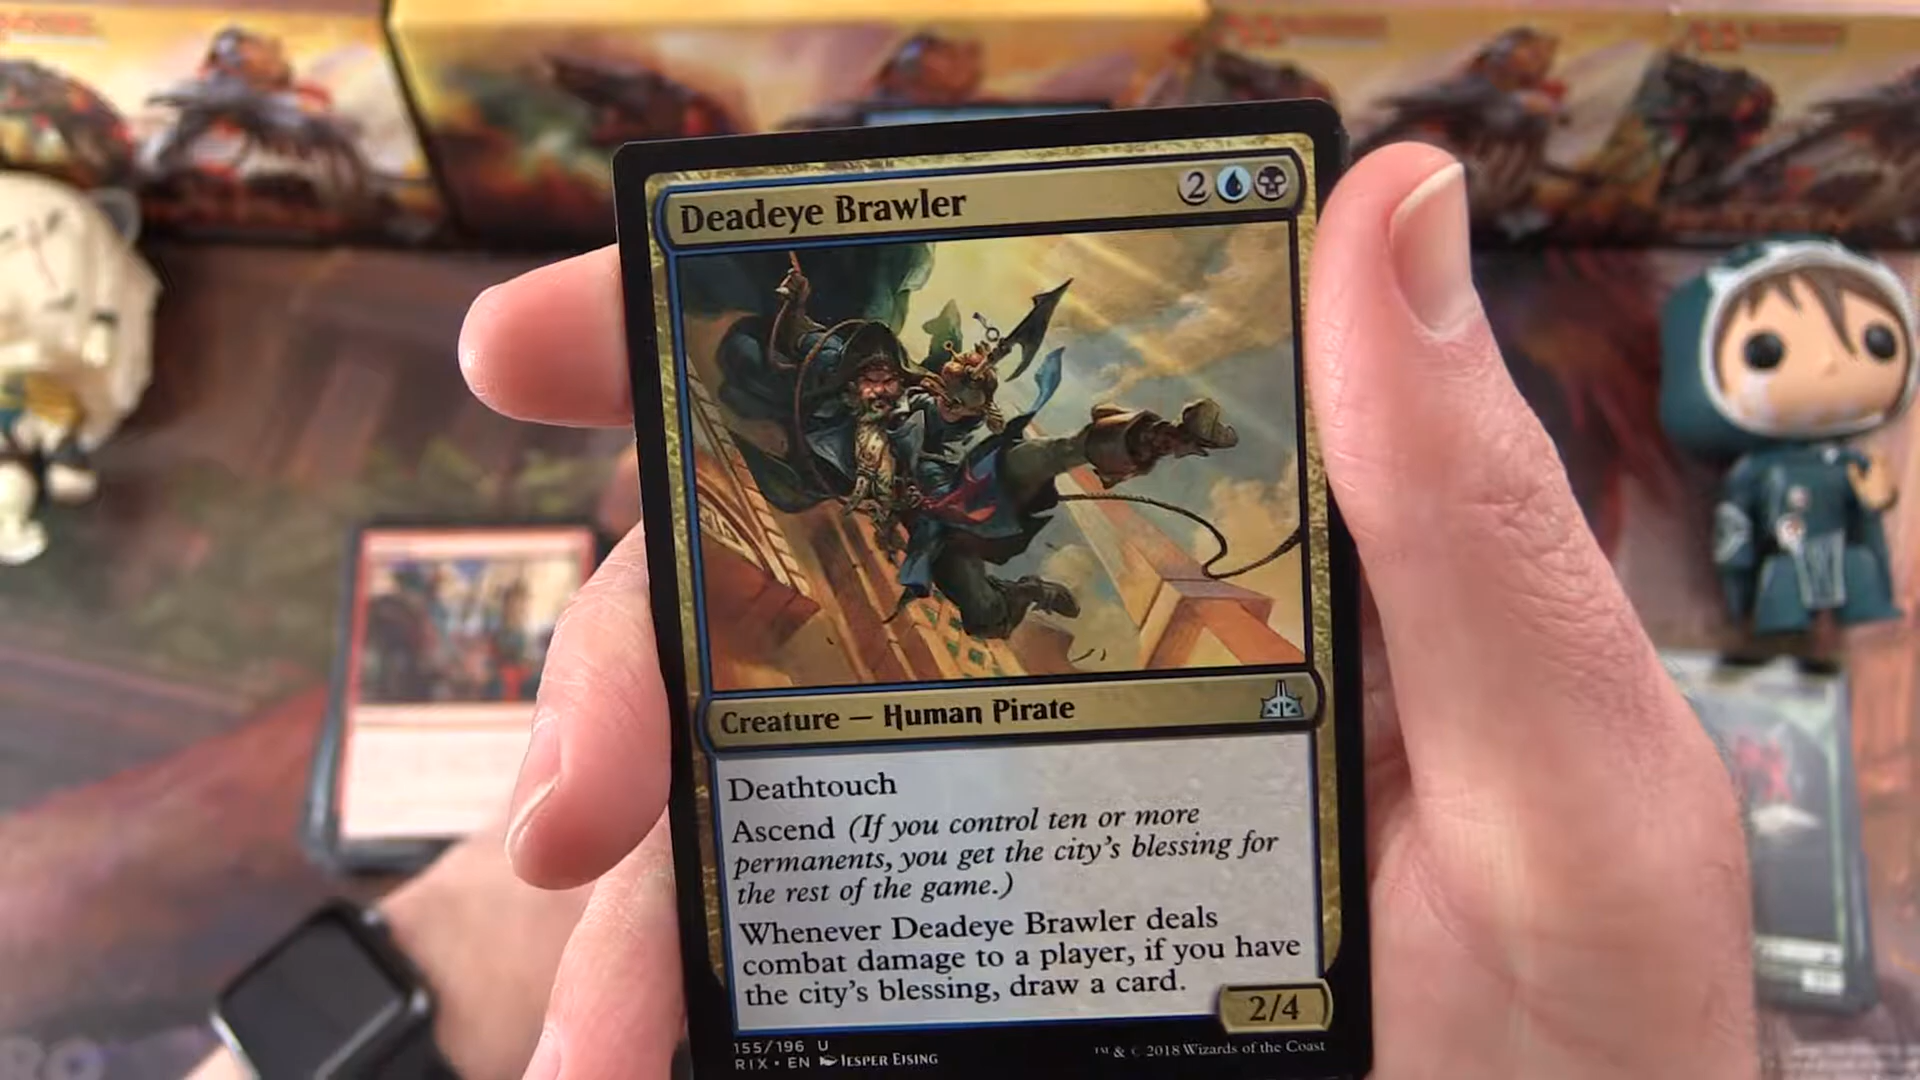 Deadeye Brawler
2
Creature — Human Pirate
Deathtouch
Ascend (If you control ten or more
permanents, you get the city's blessing for
the rest of the game.)
Whenever Deadeye Brawler deals
combat damage to a player, if you have
the city's blessing, draw a card.
2/4
155/196 U
RIX • EN Jesper Eising
™ & © 2018 Wizards of the Coast